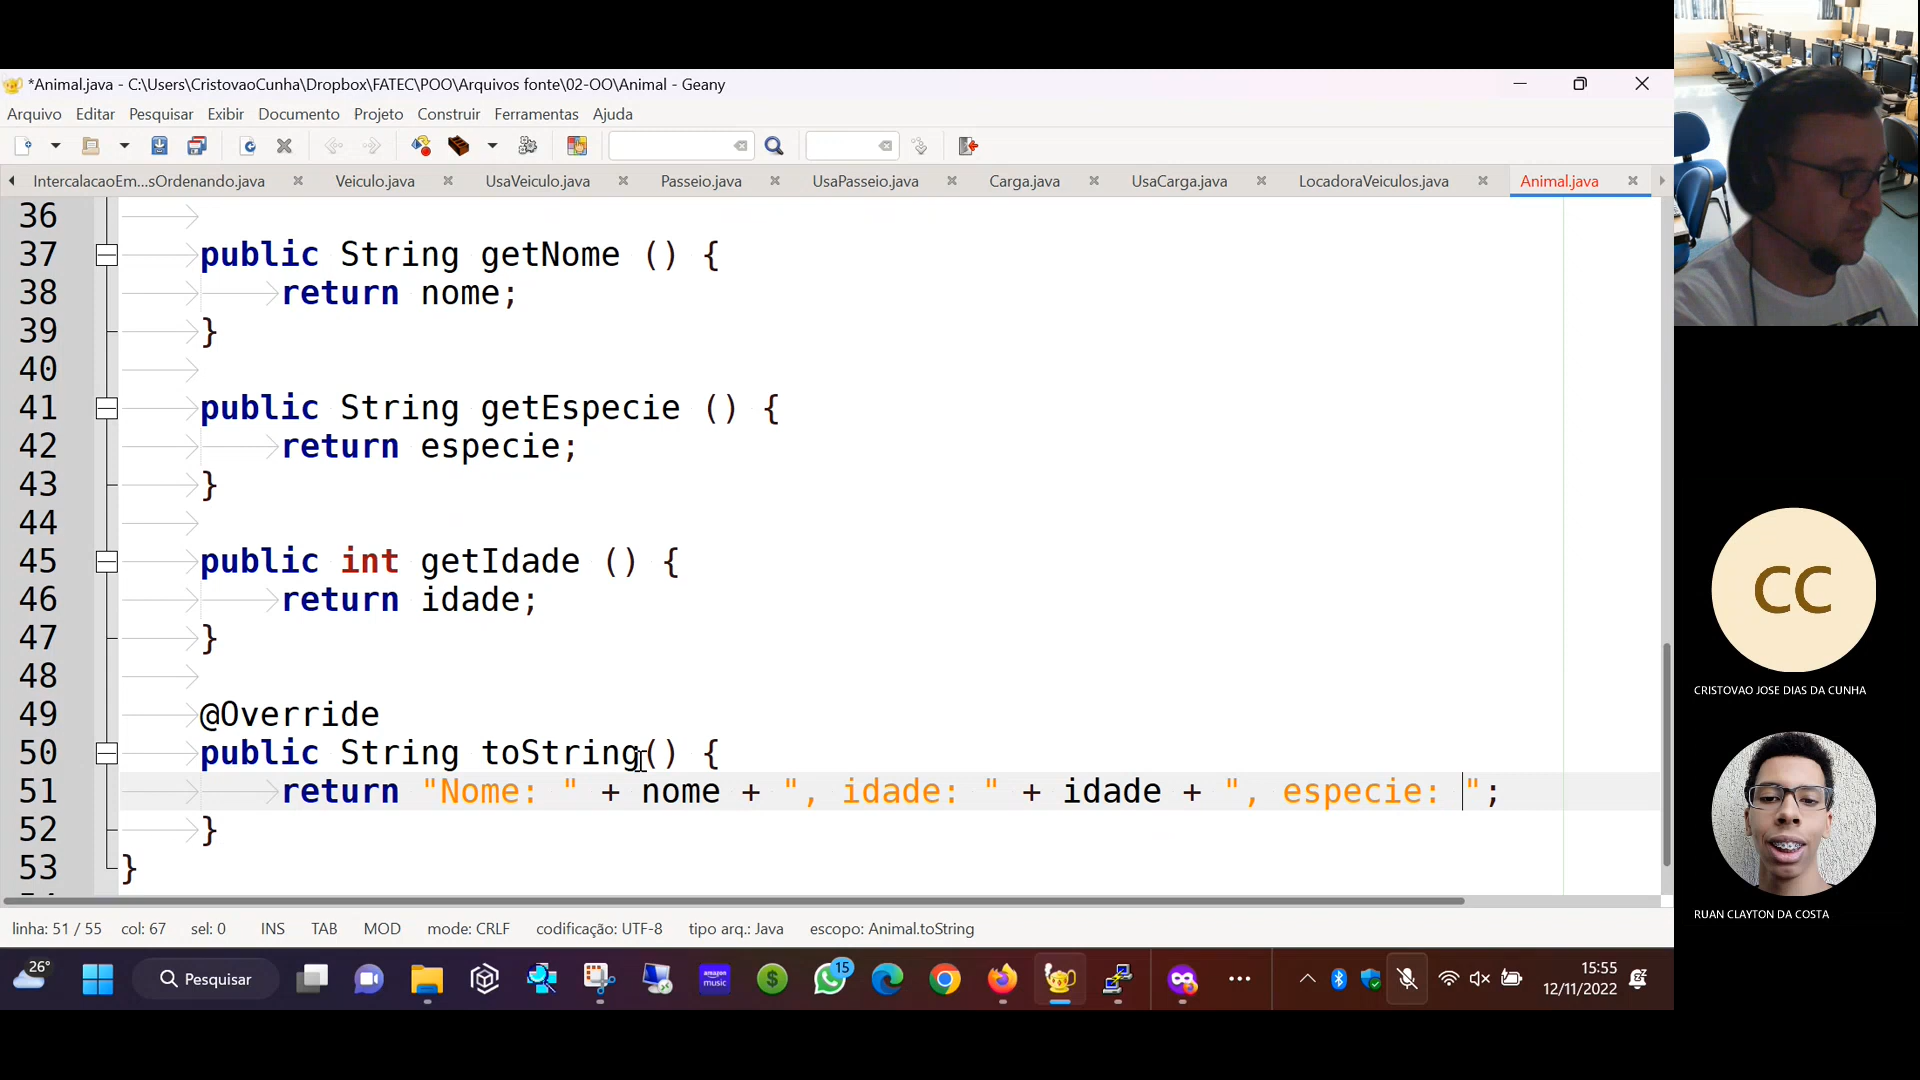 *Animal.java - C:\Users\CristovaoCunha\Dropbox\FATEC\POO\Arquivos fonte\02-OO\Animal - Geany
Arquivo Editar Pesquisar Exibir Documento Projeto Construir Ferramentas Ajuda
IntercalacaoEm...sOrdenando.java Veiculo.java UsaVeiculo.java Passeio.java UsaPasseio.java Carga.java UsaCarga.java LocadoraVeiculos.java Animal.java
36
37 public String getNome () {
38 return nome;
39 }
40
41 public String getEspecie () {
42 return especie;
43 }
44
45 public int getIdade () {
46 return idade;
47 }
48
49 @Override
50 public String toString() {
51 return "Nome: " + nome + ", idade: " + idade + ", especie: ";
52 }
53 }
linha: 51 / 55 col: 67 sel: 0 INS TAB MOD mode: CRLF codificação: UTF-8 tipo arq.: Java escopo: Animal.toString
26° Pesquisar amazon music $ 15 15:55
12/11/2022
CC
CRISTOVAO JOSE DIAS DA CUNHA
RUAN CLAYTON DA COSTA